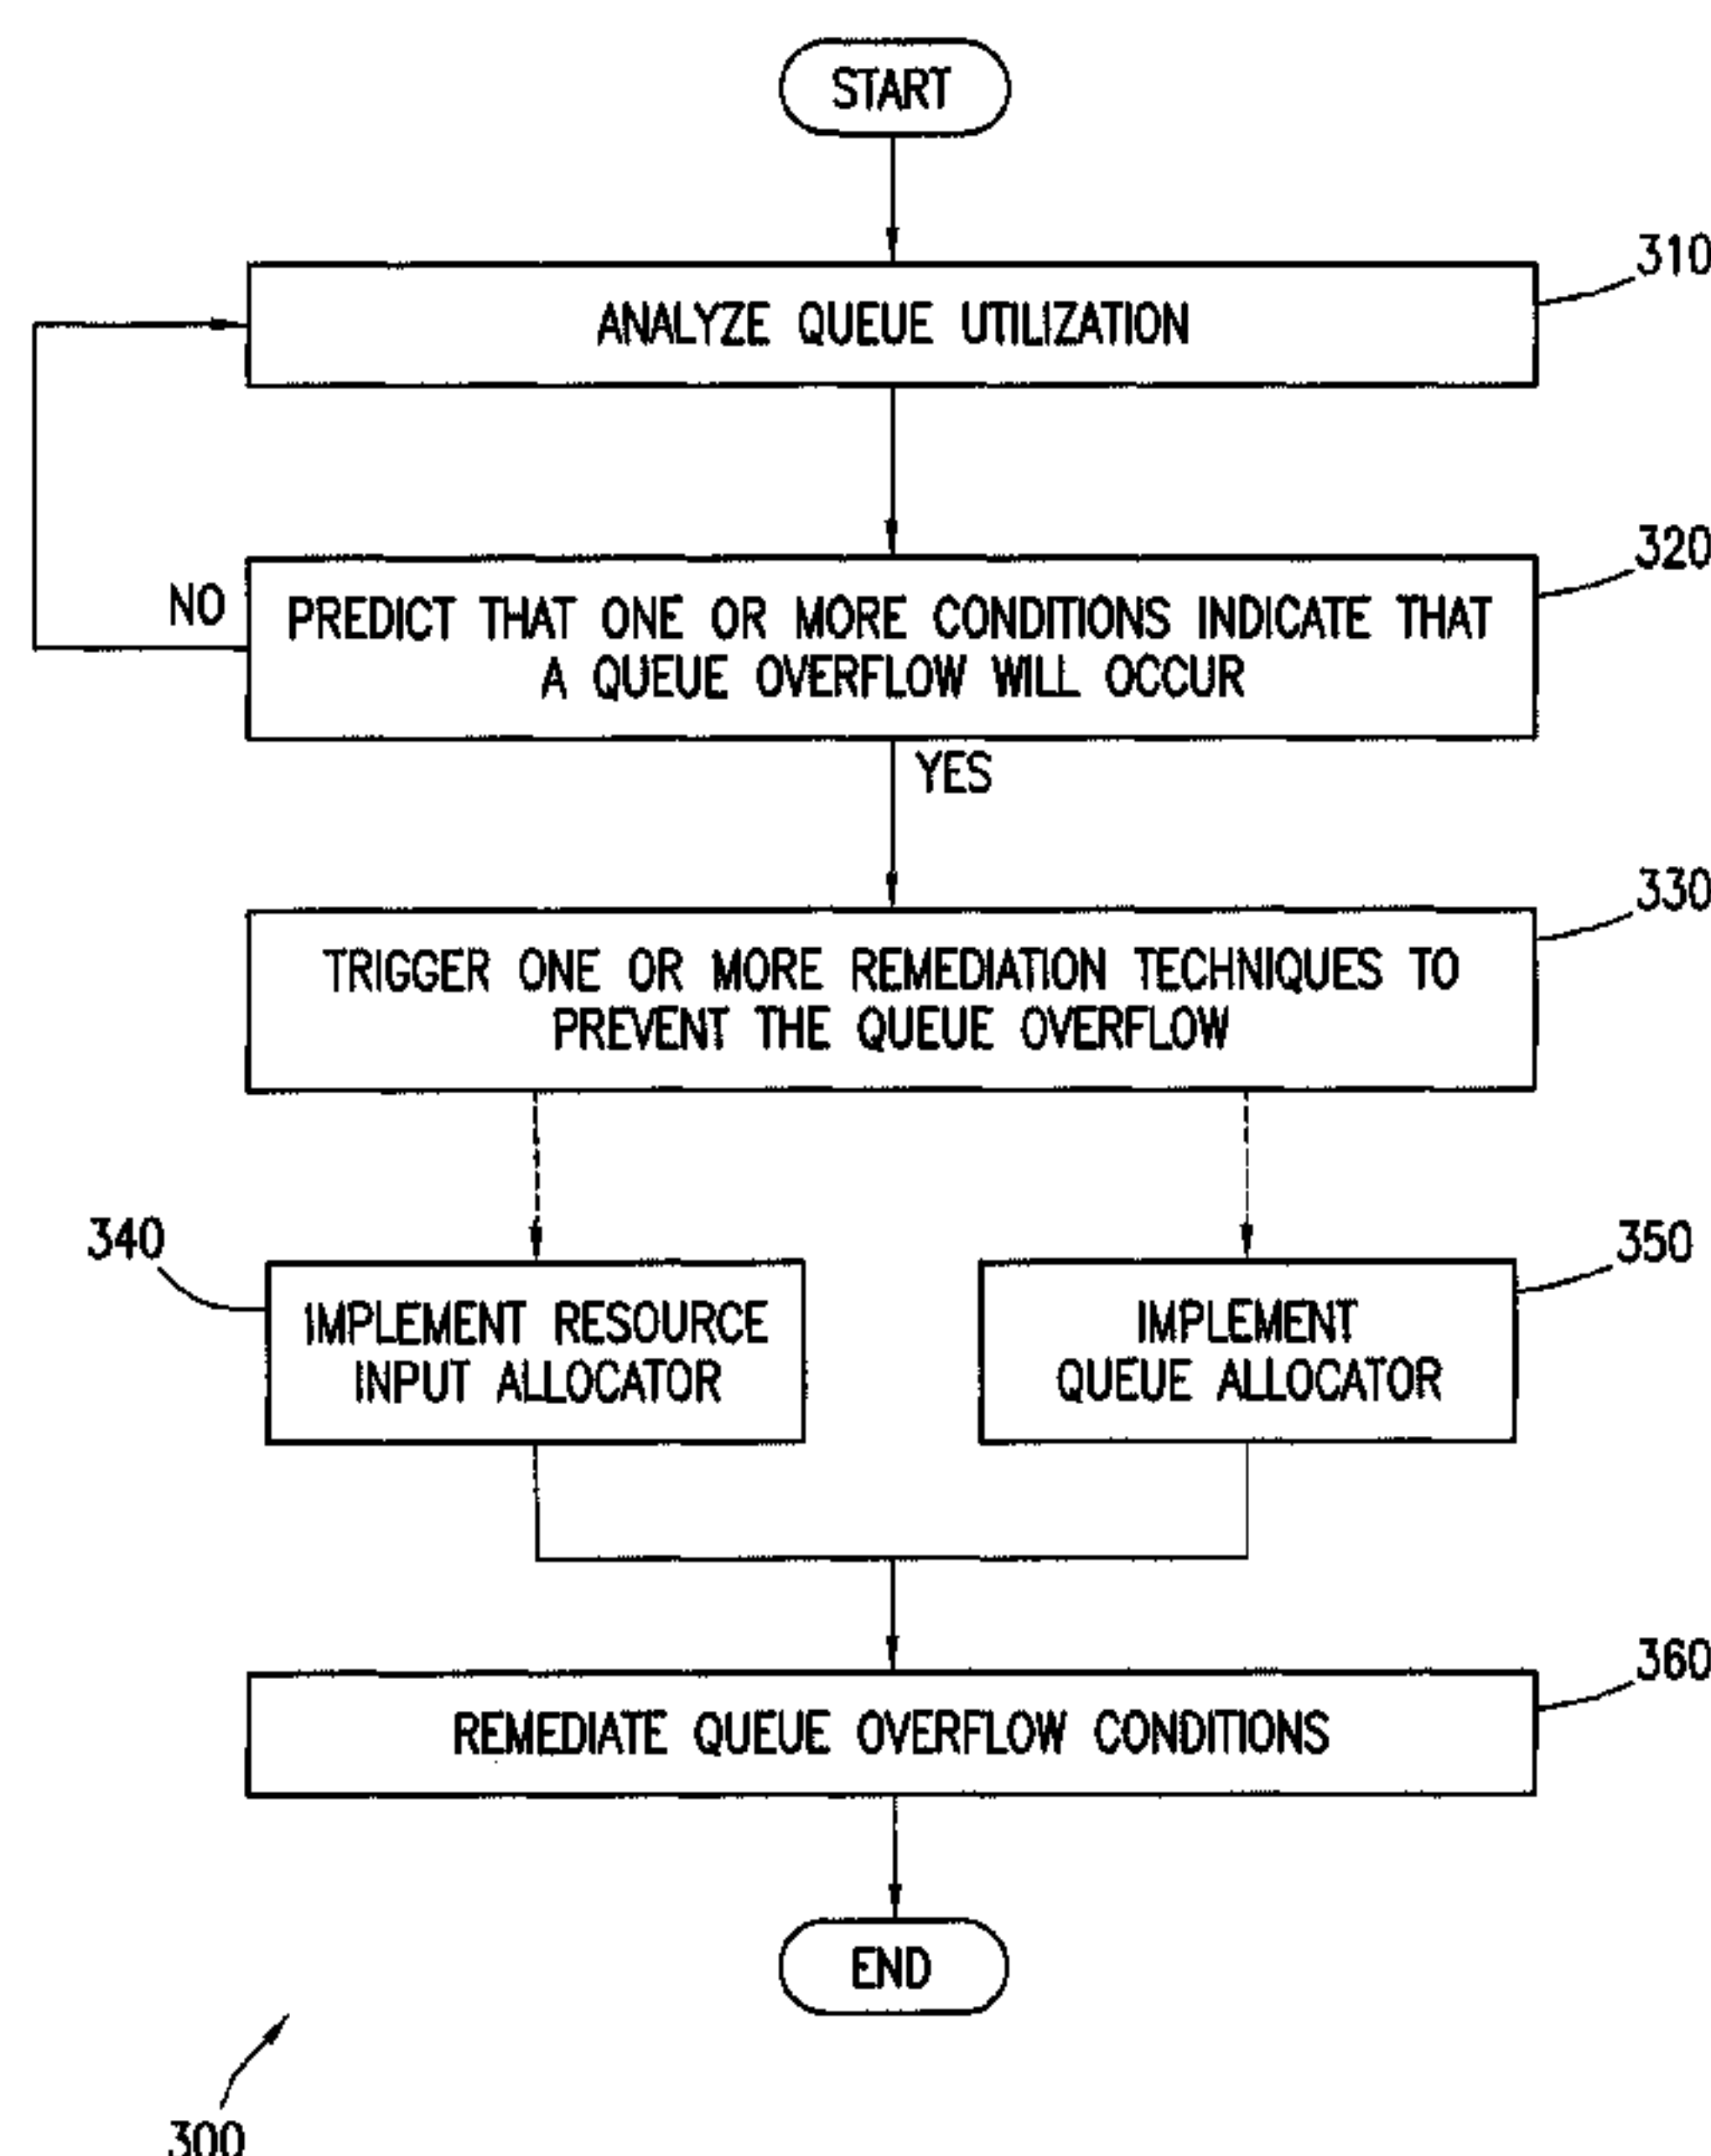 START
310
ANALYZE QUEUE UTILIZATION
320
NO
PREDICT THAT ONE OR MORE CONDITIONS INDICATE THAT
A QUEUE OVERFLOW WILL OCCUR
YES
330
TRIGGER ONE OR MORE REMEDIATION TECHNIQUES TO
PREVENT THE QUEUE OVERFLOW
340
350
IMPLEMENT RESOURCE
INPUT ALLOCATOR
IMPLEMENT
QUEUE ALLOCATOR
360
REMEDIATE QUEUE OVERFLOW CONDITIONS
END
300